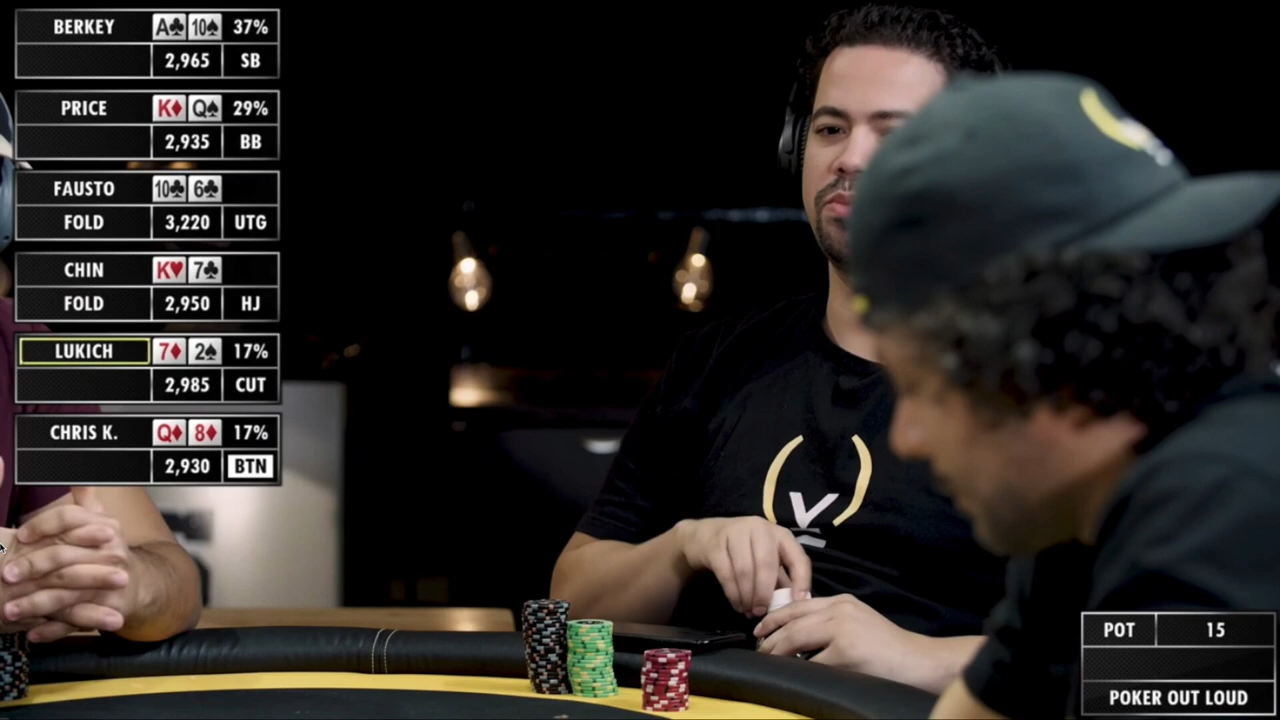 BERKEY A♣ 10♠ 37%
2,965 SB
PRICE K♦ Q♠ 29%
2,935 BB
FAUSTO 10♣ 6♣
FOLD 3,220 UTG
CHIN K♥ 7♣
FOLD 2,950 HJ
LUKICH 7♦ 2♠ 17%
2,985 CUT
CHRIS K. Q♦ 8♦ 17%
2,930 BTN
POT 15
POKER OUT LOUD